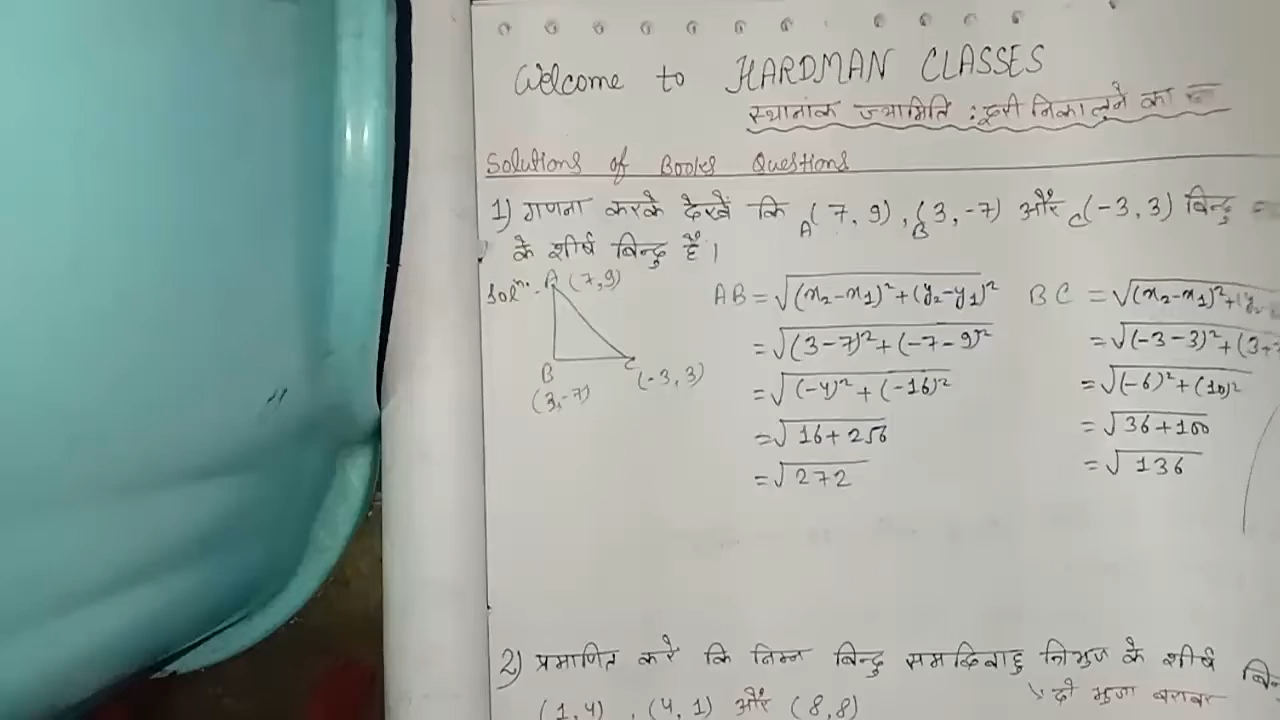 Welcome to HARDMAN CLASSES
स्थानांक ज्यामिति : दूरी निकालने का
Solutions of Books Questions
1) गणना करके देखें कि A(7, 9), B(3, -7) और C(-3, 3) बिन्दु
के शीर्ष बिन्दु हैं।
Solⁿ:- A (7,9)
B
(3,-7)
C
(-3, 3)
AB = √(x₂-x₁)²+(y₂-y₁)²
= √(3-7)²+(-7-9)²
= √(-4)²+(-16)²
= √16+256
= √272
BC = √(x₂-x₁)²+(y₂
= √(-3-3)²+(3+
= √(-6)²+(10)²
= √36+100
= √136
2) प्रमाणित करे कि निम्न बिन्दु समद्विबाहु त्रिभुज के शीर्ष
दो भुजा बराबर
(1,4), (4,1) और (8,8)